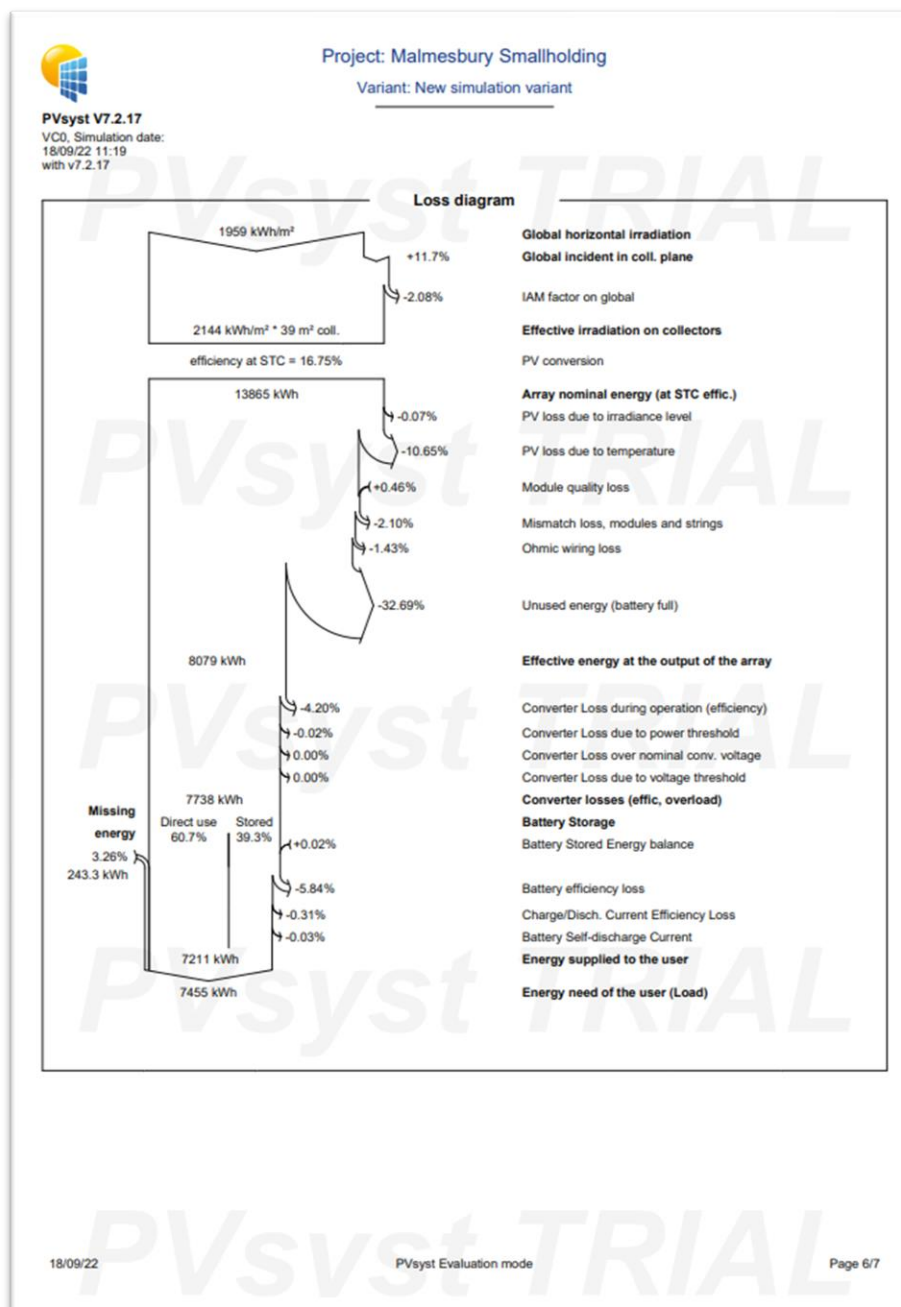 Project: Malmesbury Smallholding
Variant: New simulation variant
PVsyst V7.2.17
VC0, Simulation date:
18/09/22 11:19
with v7.2.17
PVsyst TRIAL
Loss diagram
1959 kWh/m² Global horizontal irradiation
+11.7% Global incident in coll. plane
-2.08% IAM factor on global
2144 kWh/m² * 39 m² coll. Effective irradiation on collectors
efficiency at STC = 16.75% PV conversion
13865 kWh Array nominal energy (at STC effic.)
-0.07% PV loss due to irradiance level
PVsyst TRIAL
-10.65% PV loss due to temperature
+0.46% Module quality loss
-2.10% Mismatch loss, modules and strings
-1.43% Ohmic wiring loss
-32.69% Unused energy (battery full)
8079 kWh Effective energy at the output of the array
PVsyst TRIAL
-4.20% Converter Loss during operation (efficiency)
-0.02% Converter Loss due to power threshold
0.00% Converter Loss over nominal conv. voltage
0.00% Converter Loss due to voltage threshold
7738 kWh Converter losses (effic, overload)
Missing energy
Direct use Stored Battery Storage
60.7% 39.3% +0.02% Battery Stored Energy balance
3.26%
243.3 kWh
-5.84% Battery efficiency loss
-0.31% Charge/Disch. Current Efficiency Loss
-0.03% Battery Self-discharge Current
7211 kWh Energy supplied to the user
PVsyst TRIAL
7455 kWh Energy need of the user (Load)
PVsyst TRIAL
18/09/22 PVsyst Evaluation mode Page 6/7